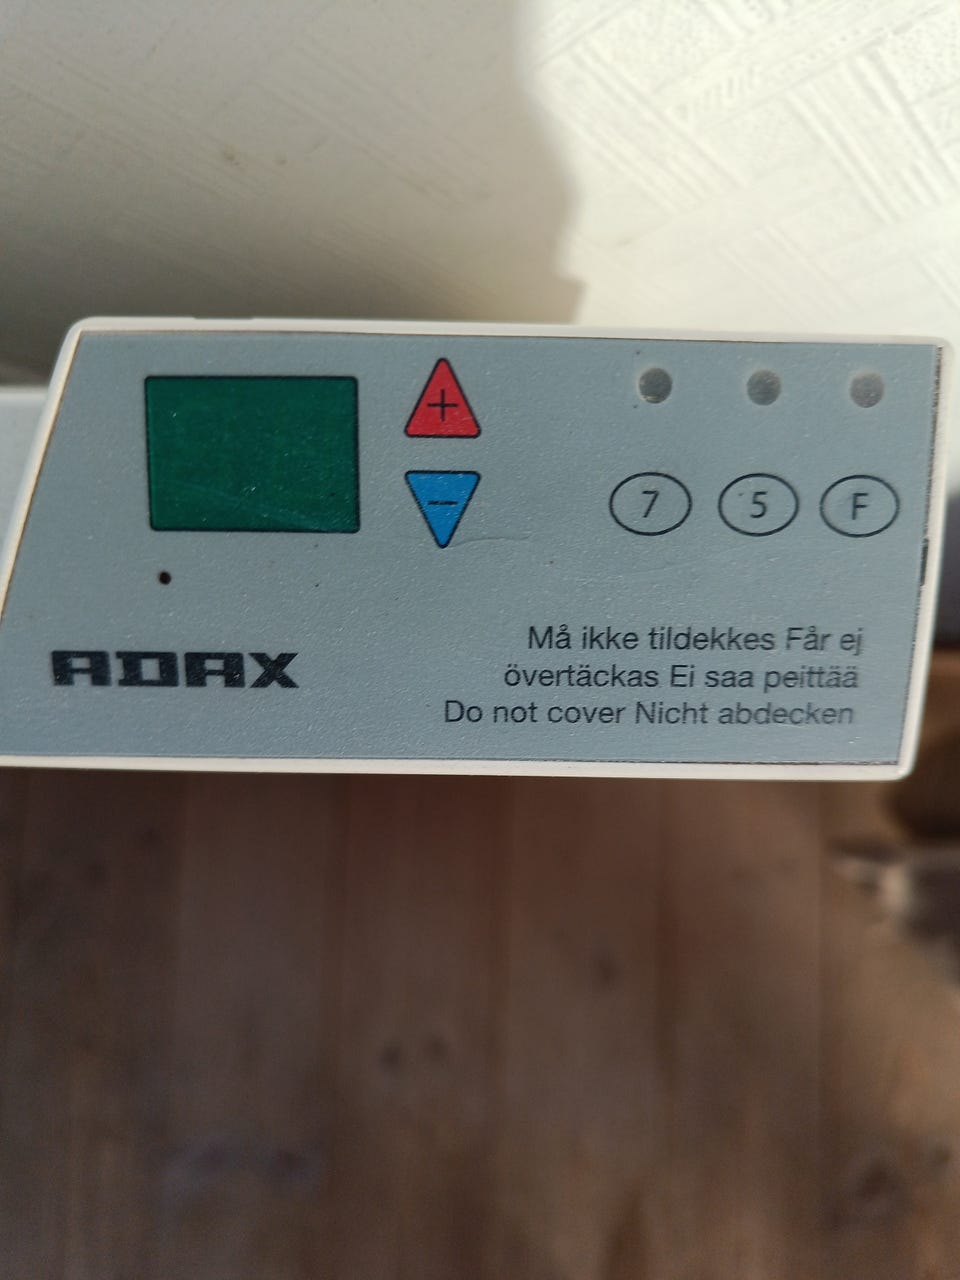 +
−
7 5 F
ADAX
Må ikke tildekkes Får ej
övertäckas Ei saa peittää
Do not cover Nicht abdecken